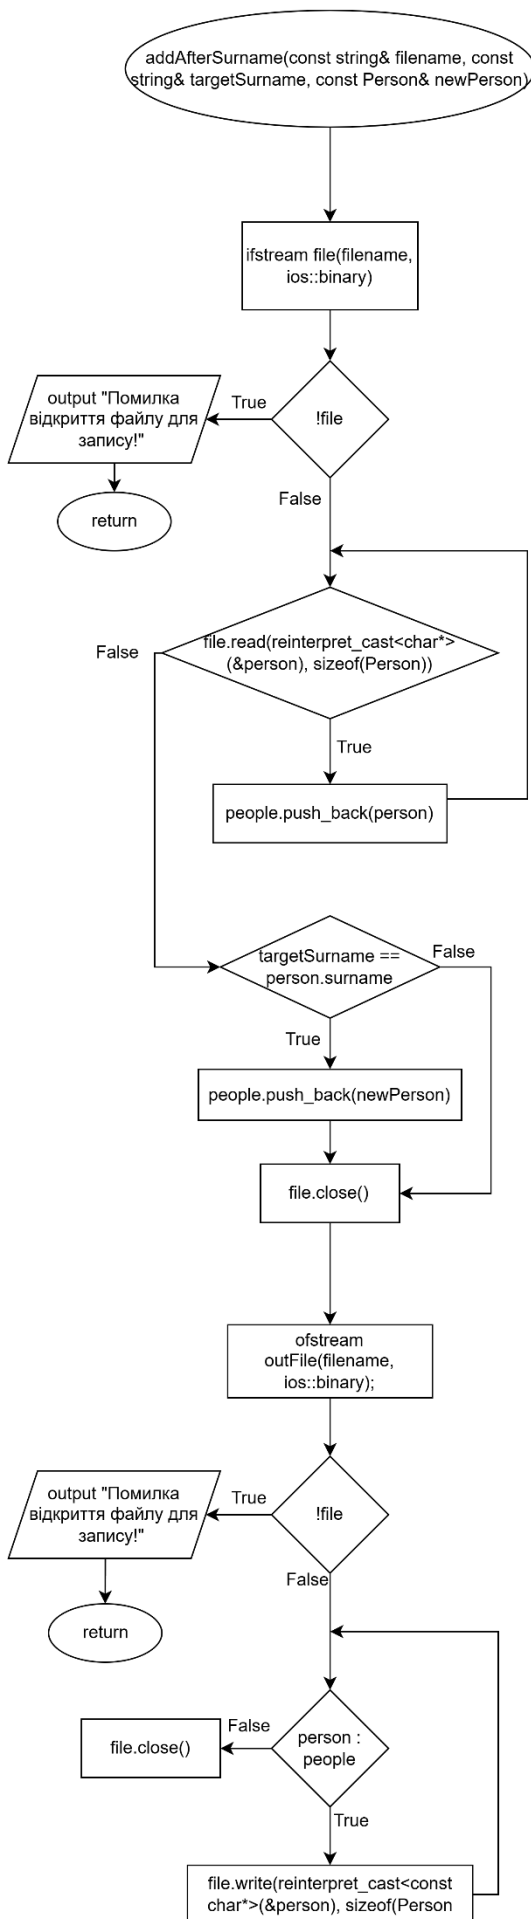 addAfterSurname(const string& filename, const
string& targetSurname, const Person& newPerson)
ifstream file(filename,
ios::binary)
!file
True
output "Помилка
відкриття файлу для
запису!"
return
False
file.read(reinterpret_cast<char*>
(&person), sizeof(Person))
False
True
people.push_back(person)
targetSurname ==
person.surname
False
True
people.push_back(newPerson)
file.close()
ofstream
outFile(filename,
ios::binary);
!file
True
output "Помилка
відкриття файлу для
запису!"
return
False
person :
people
False
file.close()
True
file.write(reinterpret_cast<const
char*>(&person), sizeof(Person